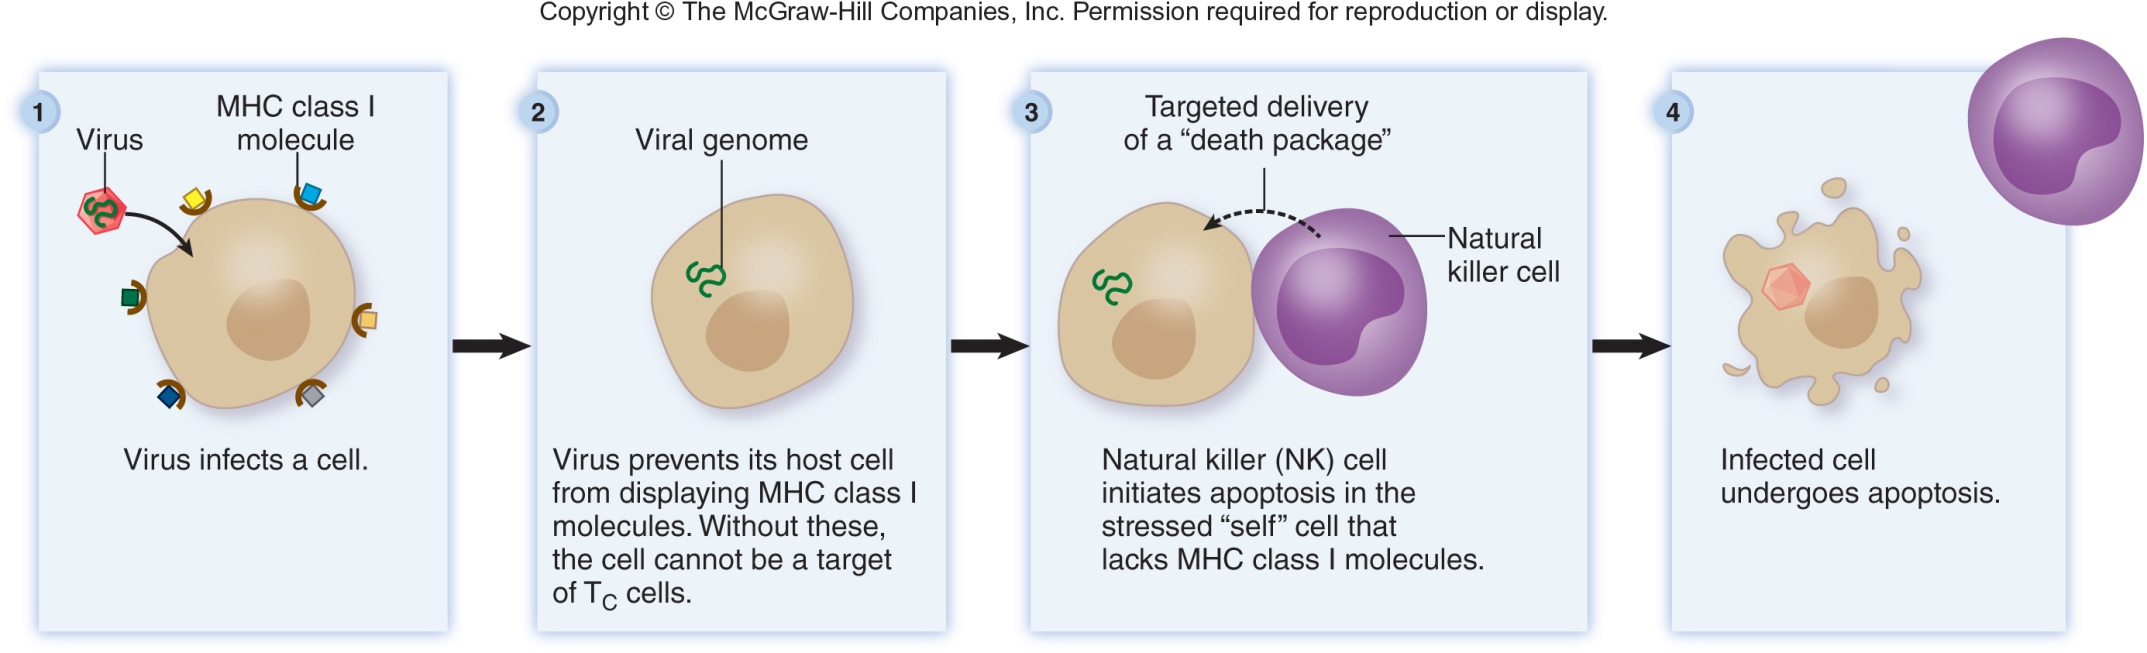 Copyright © The McGraw-Hill Companies, Inc. Permission required for reproduction or display.
1
MHC class I
molecule
Virus
Virus infects a cell.
2
Viral genome
Virus prevents its host cell
from displaying MHC class I
molecules. Without these,
the cell cannot be a target
of TC cells.
3
Targeted delivery
of a “death package”
Natural
killer cell
Natural killer (NK) cell
initiates apoptosis in the
stressed “self” cell that
lacks MHC class I molecules.
4
Infected cell
undergoes apoptosis.